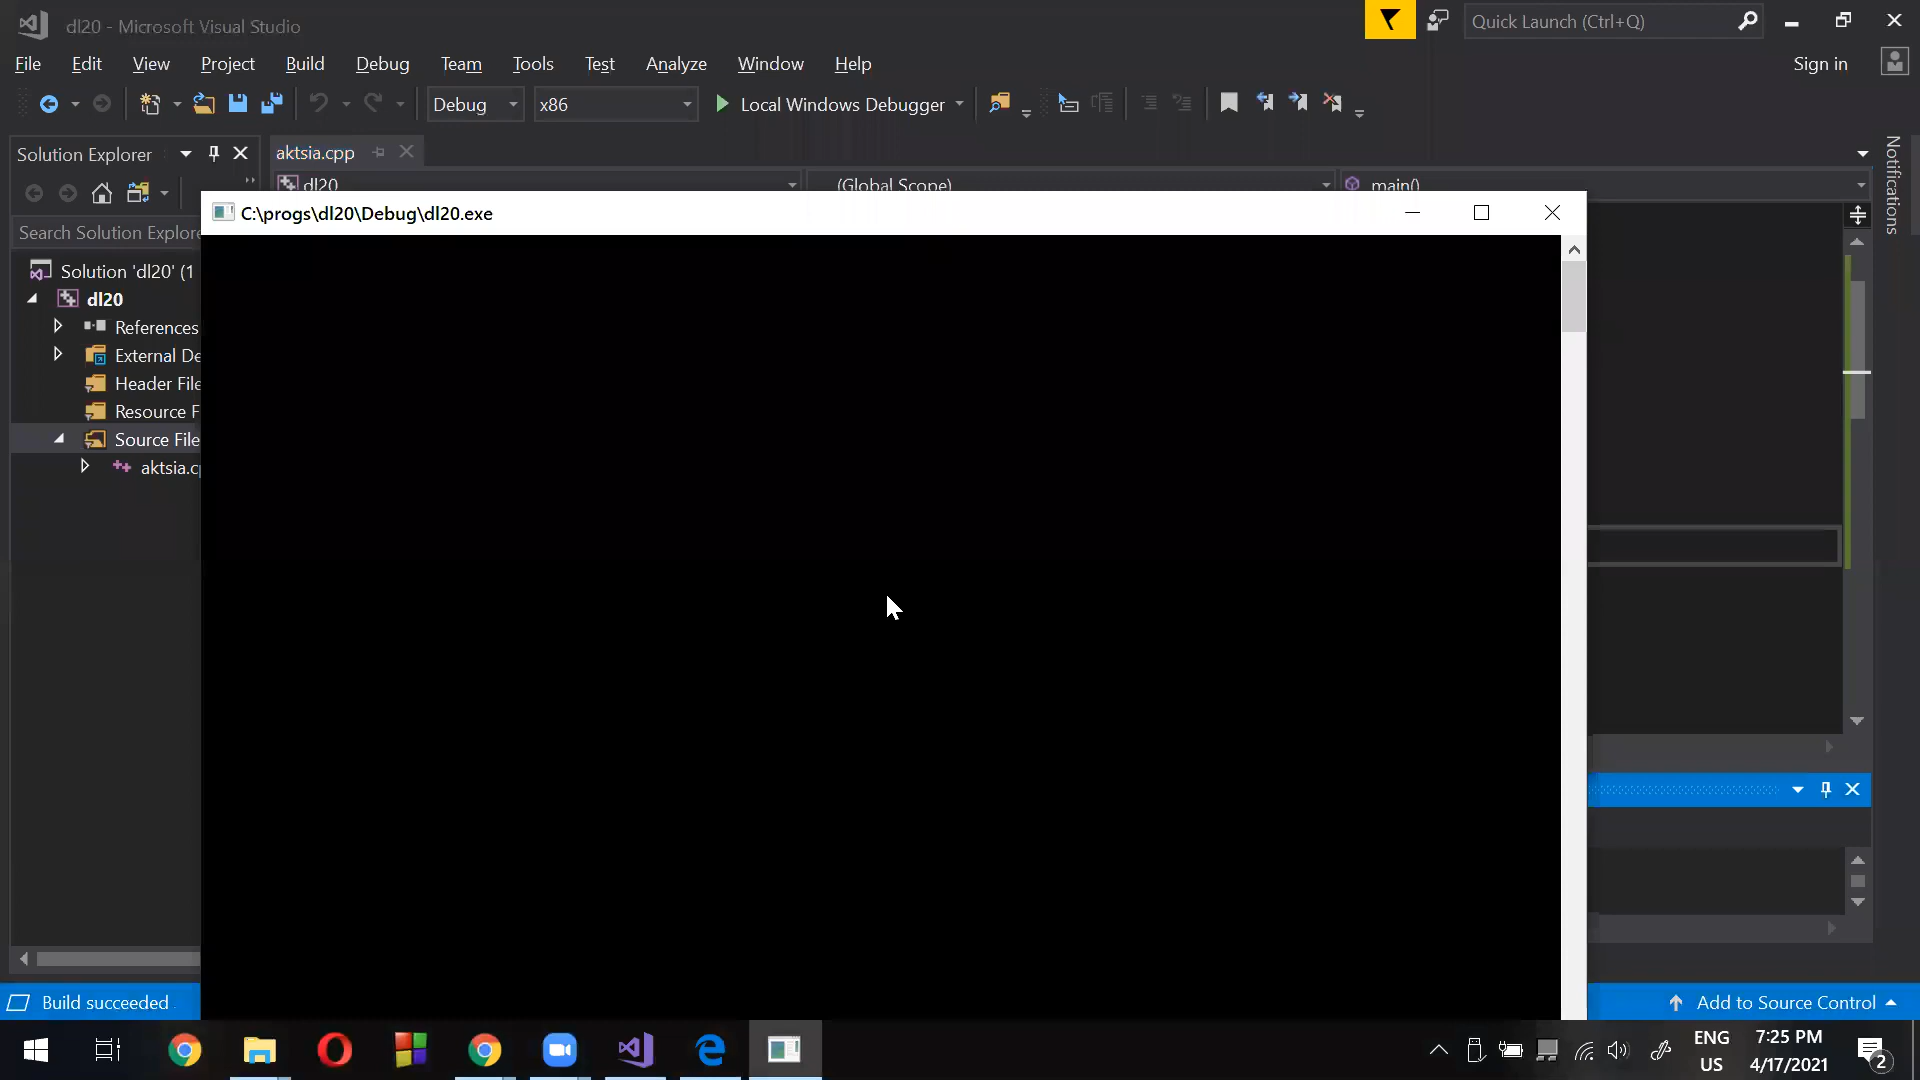 dl20 - Microsoft Visual Studio
Quick Launch (Ctrl+Q)
File Edit View Project Build Debug Team Tools Test Analyze Window Help
Sign in
Debug x86 Local Windows Debugger
Solution Explorer
aktsia.cpp
dl20 (Global Scope) main()
Notifications
Search Solution Explore
C:\progs\dl20\Debug\dl20.exe
Solution 'dl20' (1
dl20
References
External De
Header File
Resource F
Source File
aktsia.cp
Build succeeded
Add to Source Control
ENG
US
7:25 PM
4/17/2021
2